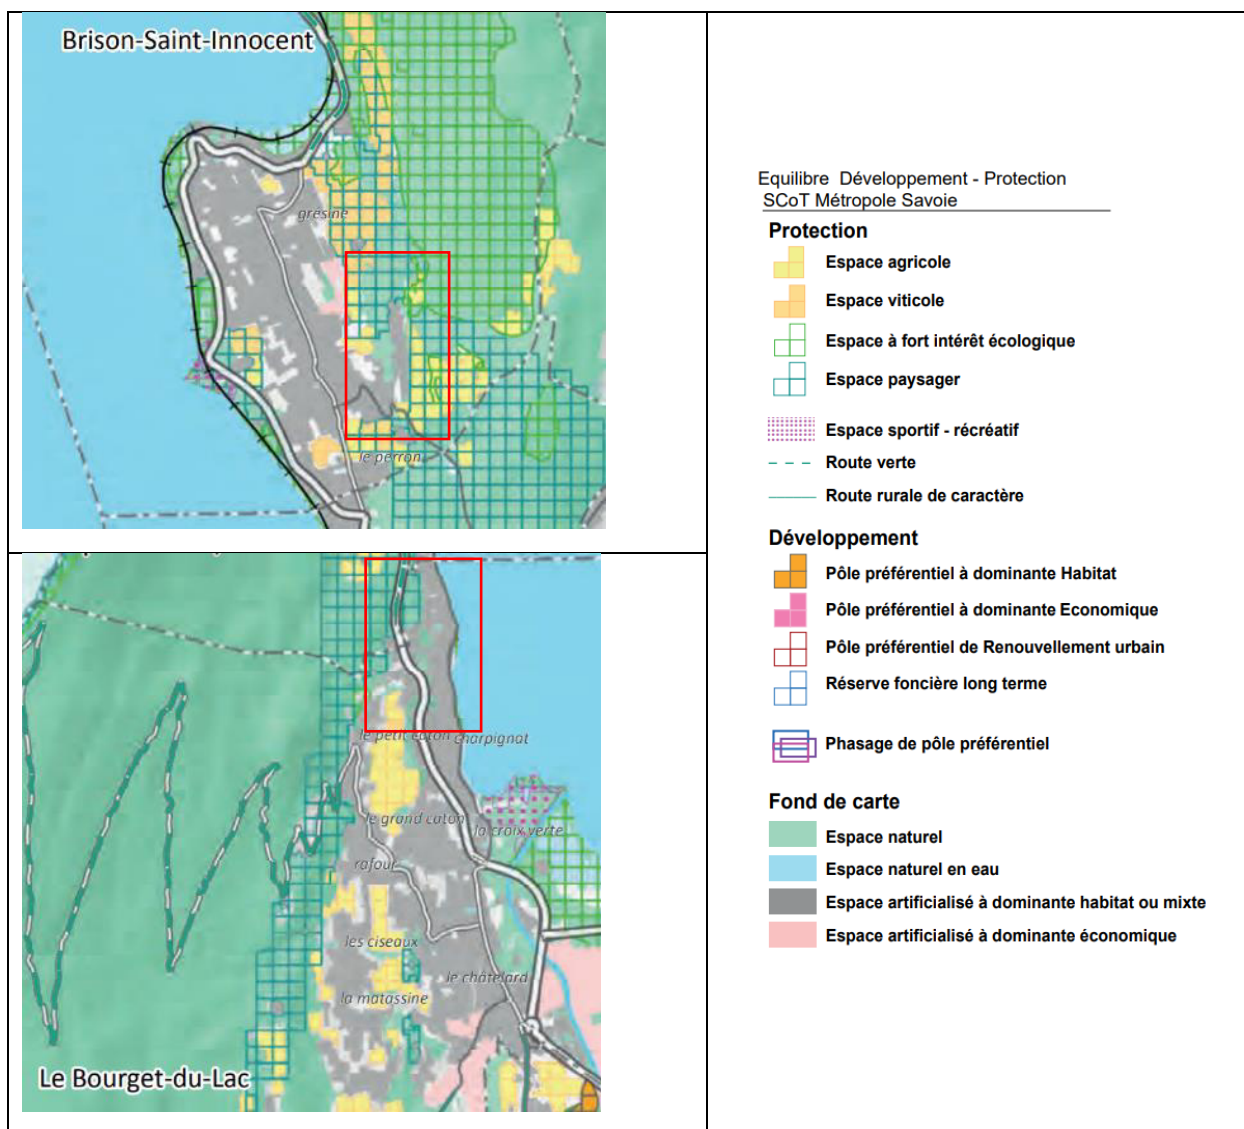 Brison-Saint-Innocent
grésine
le perron
le petit caton
charpignat
le grand caton
la croix verte
rafour
les ciseaux
le châtelard
la matassine
Le Bourget-du-Lac
Equilibre Développement - Protection
SCoT Métropole Savoie
Protection
Espace agricole
Espace viticole
Espace à fort intérêt écologique
Espace paysager
Espace sportif - récréatif
Route verte
Route rurale de caractère
Développement
Pôle préférentiel à dominante Habitat
Pôle préférentiel à dominante Economique
Pôle préférentiel de Renouvellement urbain
Réserve foncière long terme
Phasage de pôle préférentiel
Fond de carte
Espace naturel
Espace naturel en eau
Espace artificialisé à dominante habitat ou mixte
Espace artificialisé à dominante économique